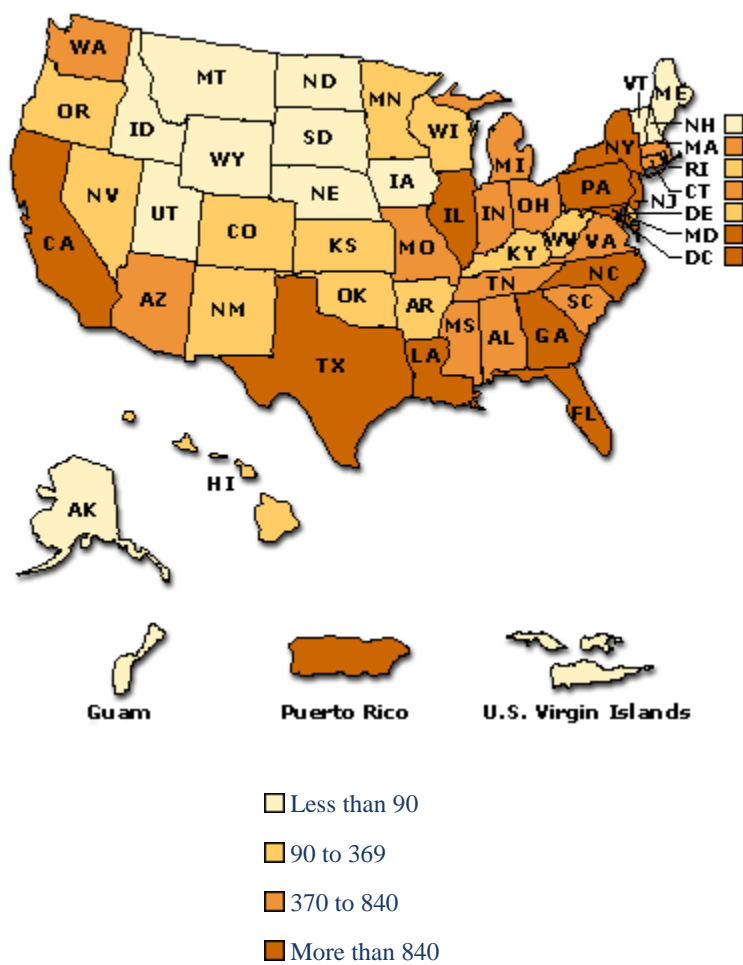 WA
MT
ND
MN
VT
ME
OR
ID
SD
WI
NH
WY
MI
NY
MA
RI
NV
UT
NE
IA
PA
CT
NJ
CA
CO
KS
MO
IL
IN
OH
WV
VA
DE
MD
DC
KY
AZ
NM
OK
AR
TN
NC
SC
TX
LA
MS
AL
GA
FL
HI
AK
Guam
Puerto Rico
U.S. Virgin Islands
Less than 90
90 to 369
370 to 840
More than 840